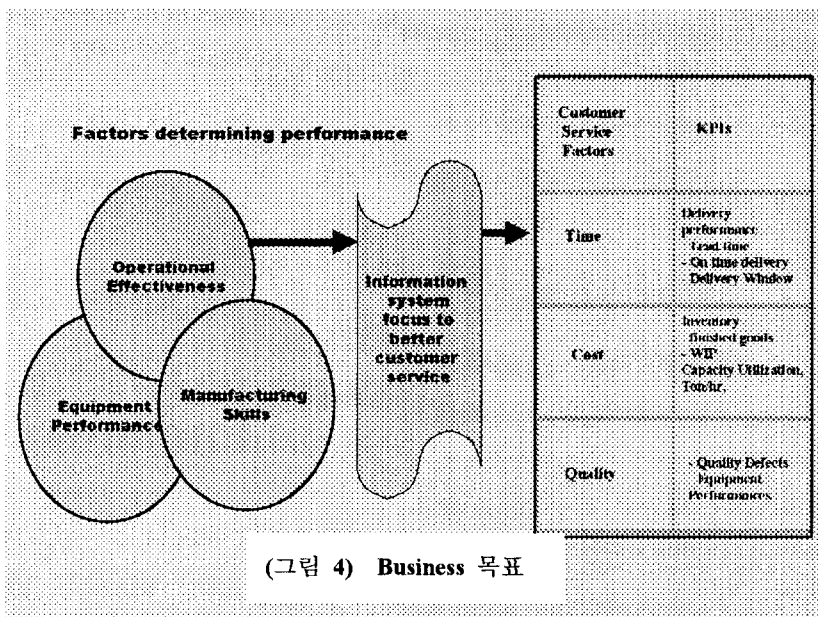 Factors determining performance
Operational
Effectiveness
Equipment
Performance
Manufacturing
Skills
Information
system
focus to
better
customer
service
Customer
Service
Factors
KPIs
Time
Delivery
performance
Lead time
- On time delivery
Delivery Window
Cost
Inventory
finished goods
- WIP
Capacity Utilization,
Ton/hr.
Quality
- Quality Defects
Equipment
Performances
(그림 4) Business 목표